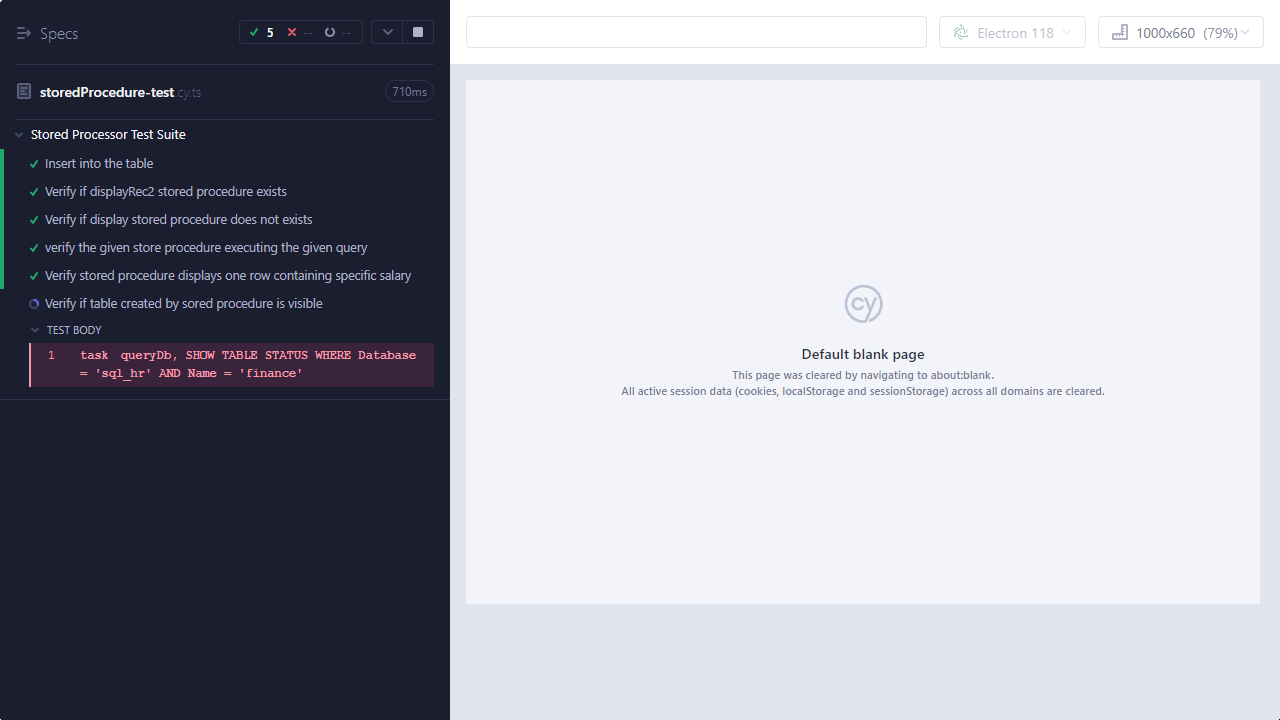 Specs
5 -- --
storedProcedure-test.cy.ts
710ms
Stored Processor Test Suite
Insert into the table
Verify if displayRec2 stored procedure exists
Verify if display stored procedure does not exists
verify the given store procedure executing the given query
Verify stored procedure displays one row containing specific salary
Verify if table created by sored procedure is visible
TEST BODY
1 task queryDb, SHOW TABLE STATUS WHERE Database
= 'sql_hr' AND Name = 'finance'
Electron 118
1000x660 (79%)
cy
Default blank page
This page was cleared by navigating to about:blank.
All active session data (cookies, localStorage and sessionStorage) across all domains are cleared.